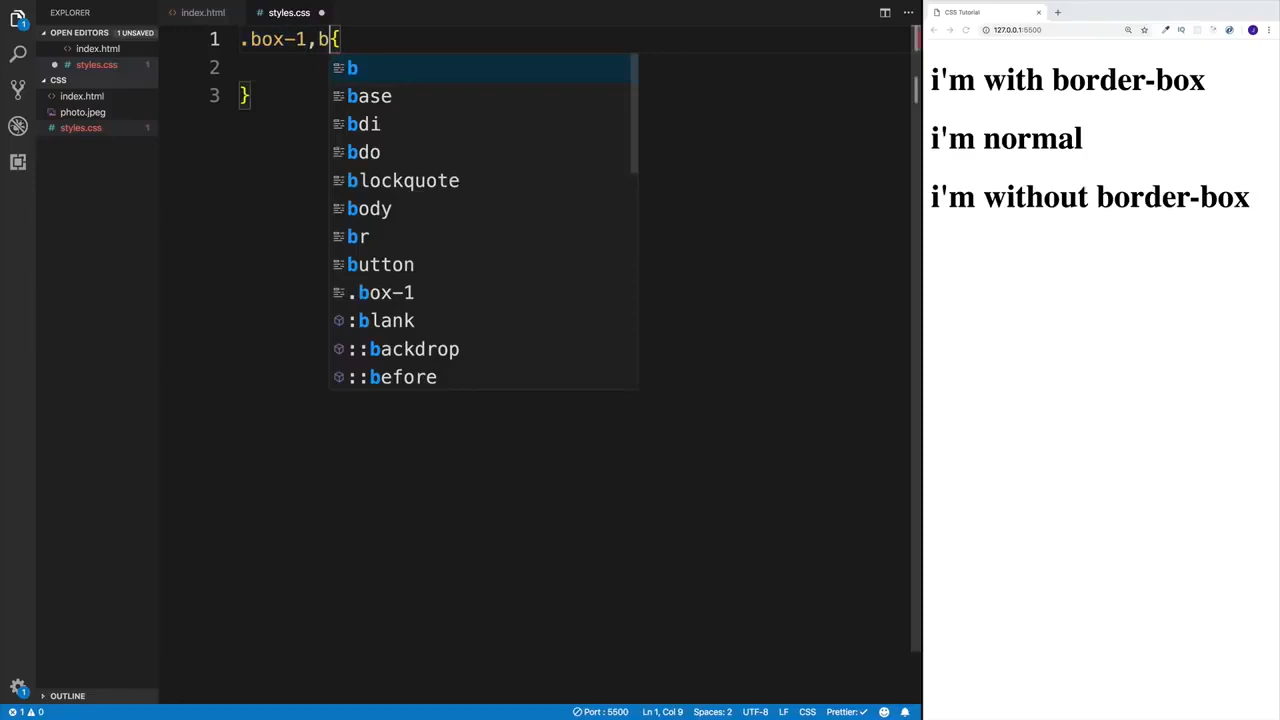 EXPLORER
OPEN EDITORS 1 UNSAVED
index.html
styles.css 1
CSS
index.html
photo.jpeg
styles.css 1
OUTLINE
index.html
styles.css
1 .box-1,b{
2
3 }
b
base
bdi
bdo
blockquote
body
br
button
.box-1
:blank
::backdrop
::before
1 0
Port : 5500 Ln 1, Col 9 Spaces: 2 UTF-8 LF CSS Prettier: ✓
CSS Tutorial
127.0.0.1:5500
i'm with border-box
i'm normal
i'm without border-box